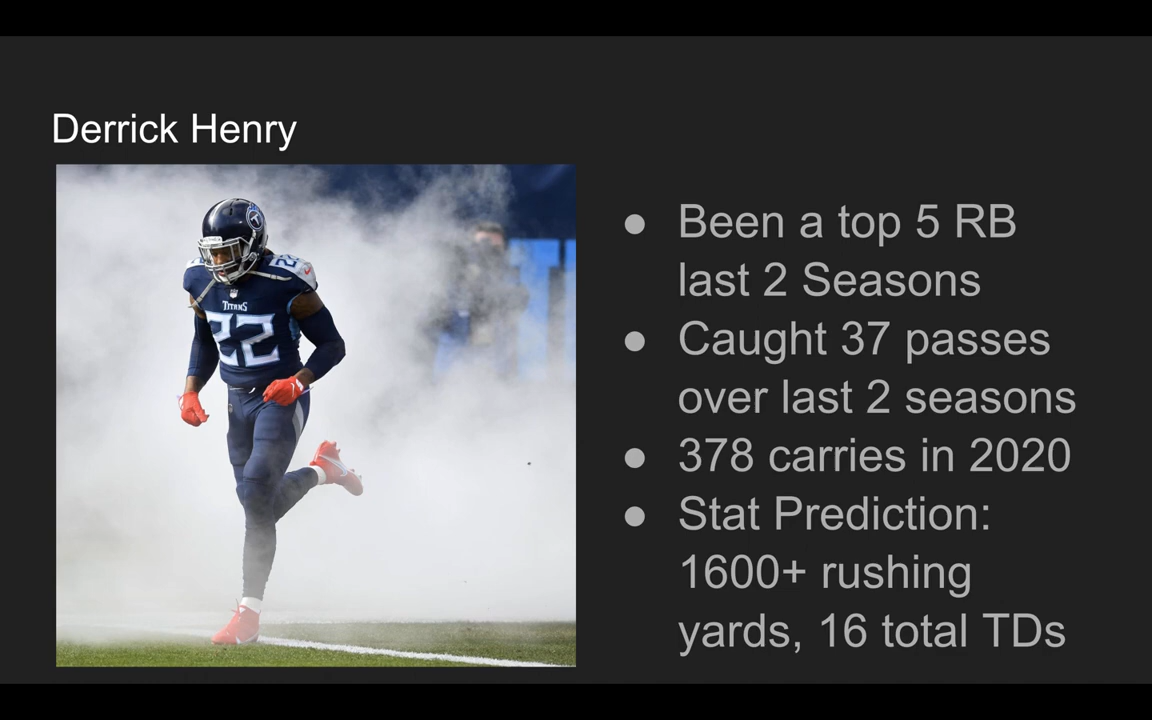 Derrick Henry
TITANS
22
● Been a top 5 RB
last 2 Seasons
● Caught 37 passes
over last 2 seasons
● 378 carries in 2020
● Stat Prediction:
1600+ rushing
yards, 16 total TDs